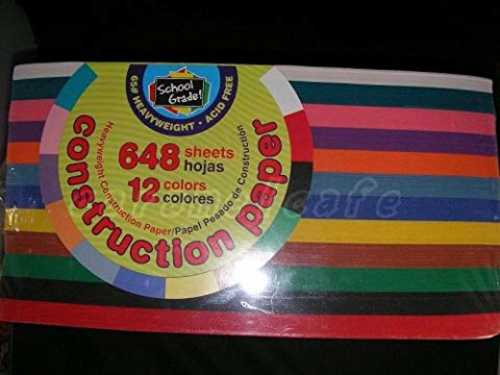 School
Grade!
65# HEAVYWEIGHT • ACID FREE
648 sheets
hojas
12 colors
colores
Heavyweight Construction Paper/Papel Pesado de Construction
construction paper